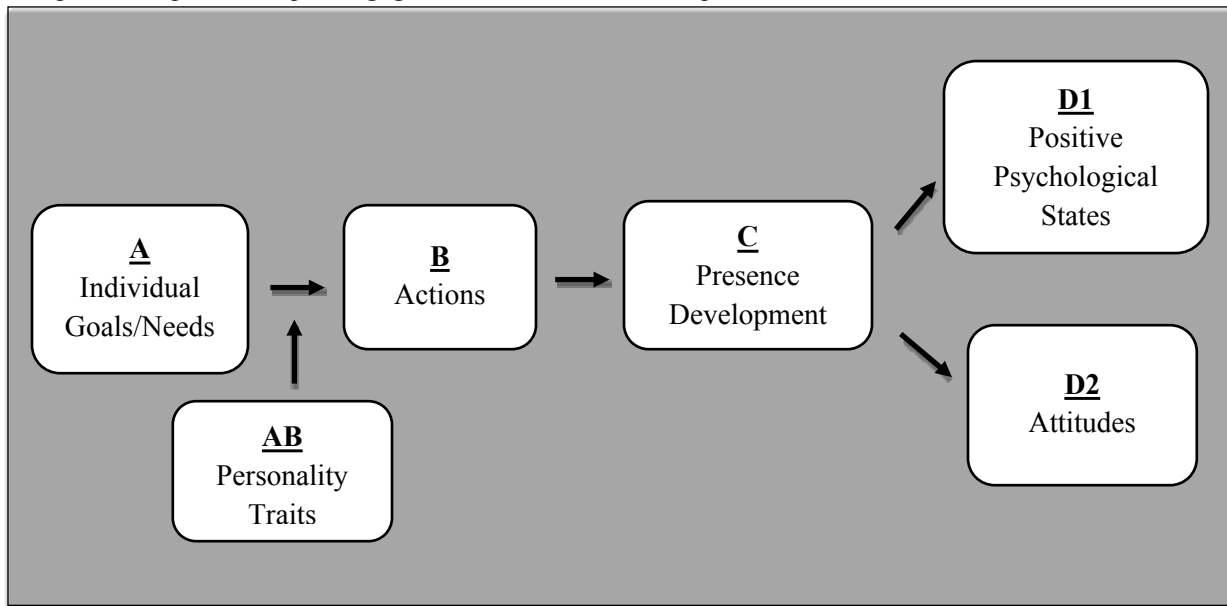 A
Individual
Goals/Needs
AB
Personality
Traits
B
Actions
C
Presence
Development
D1
Positive
Psychological
States
D2
Attitudes